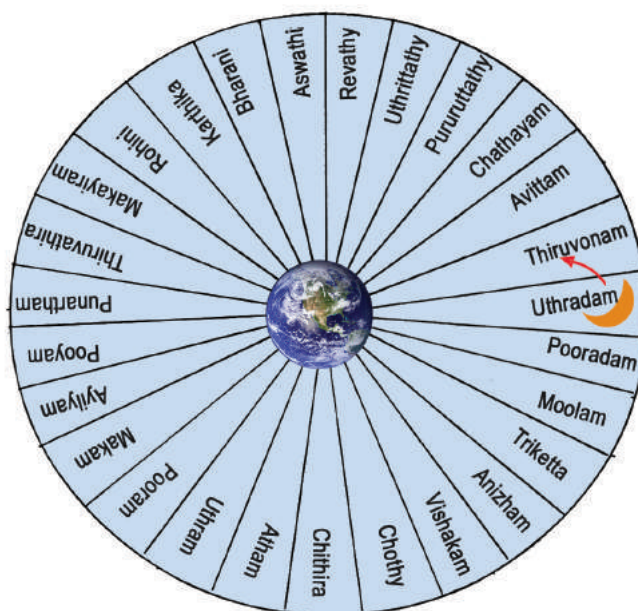 Aswathi
Bharani
Karthika
Rohini
Makayiram
Thiruvathira
Punartham
Pooyam
Ayilyam
Makam
Pooram
Uthram
Atham
Chithira
Chothy
Vishakam
Anizham
Triketta
Moolam
Pooradam
Uthradam
Thiruvonam
Avittam
Chathayam
Pururuttathy
Uthrittathy
Revathy